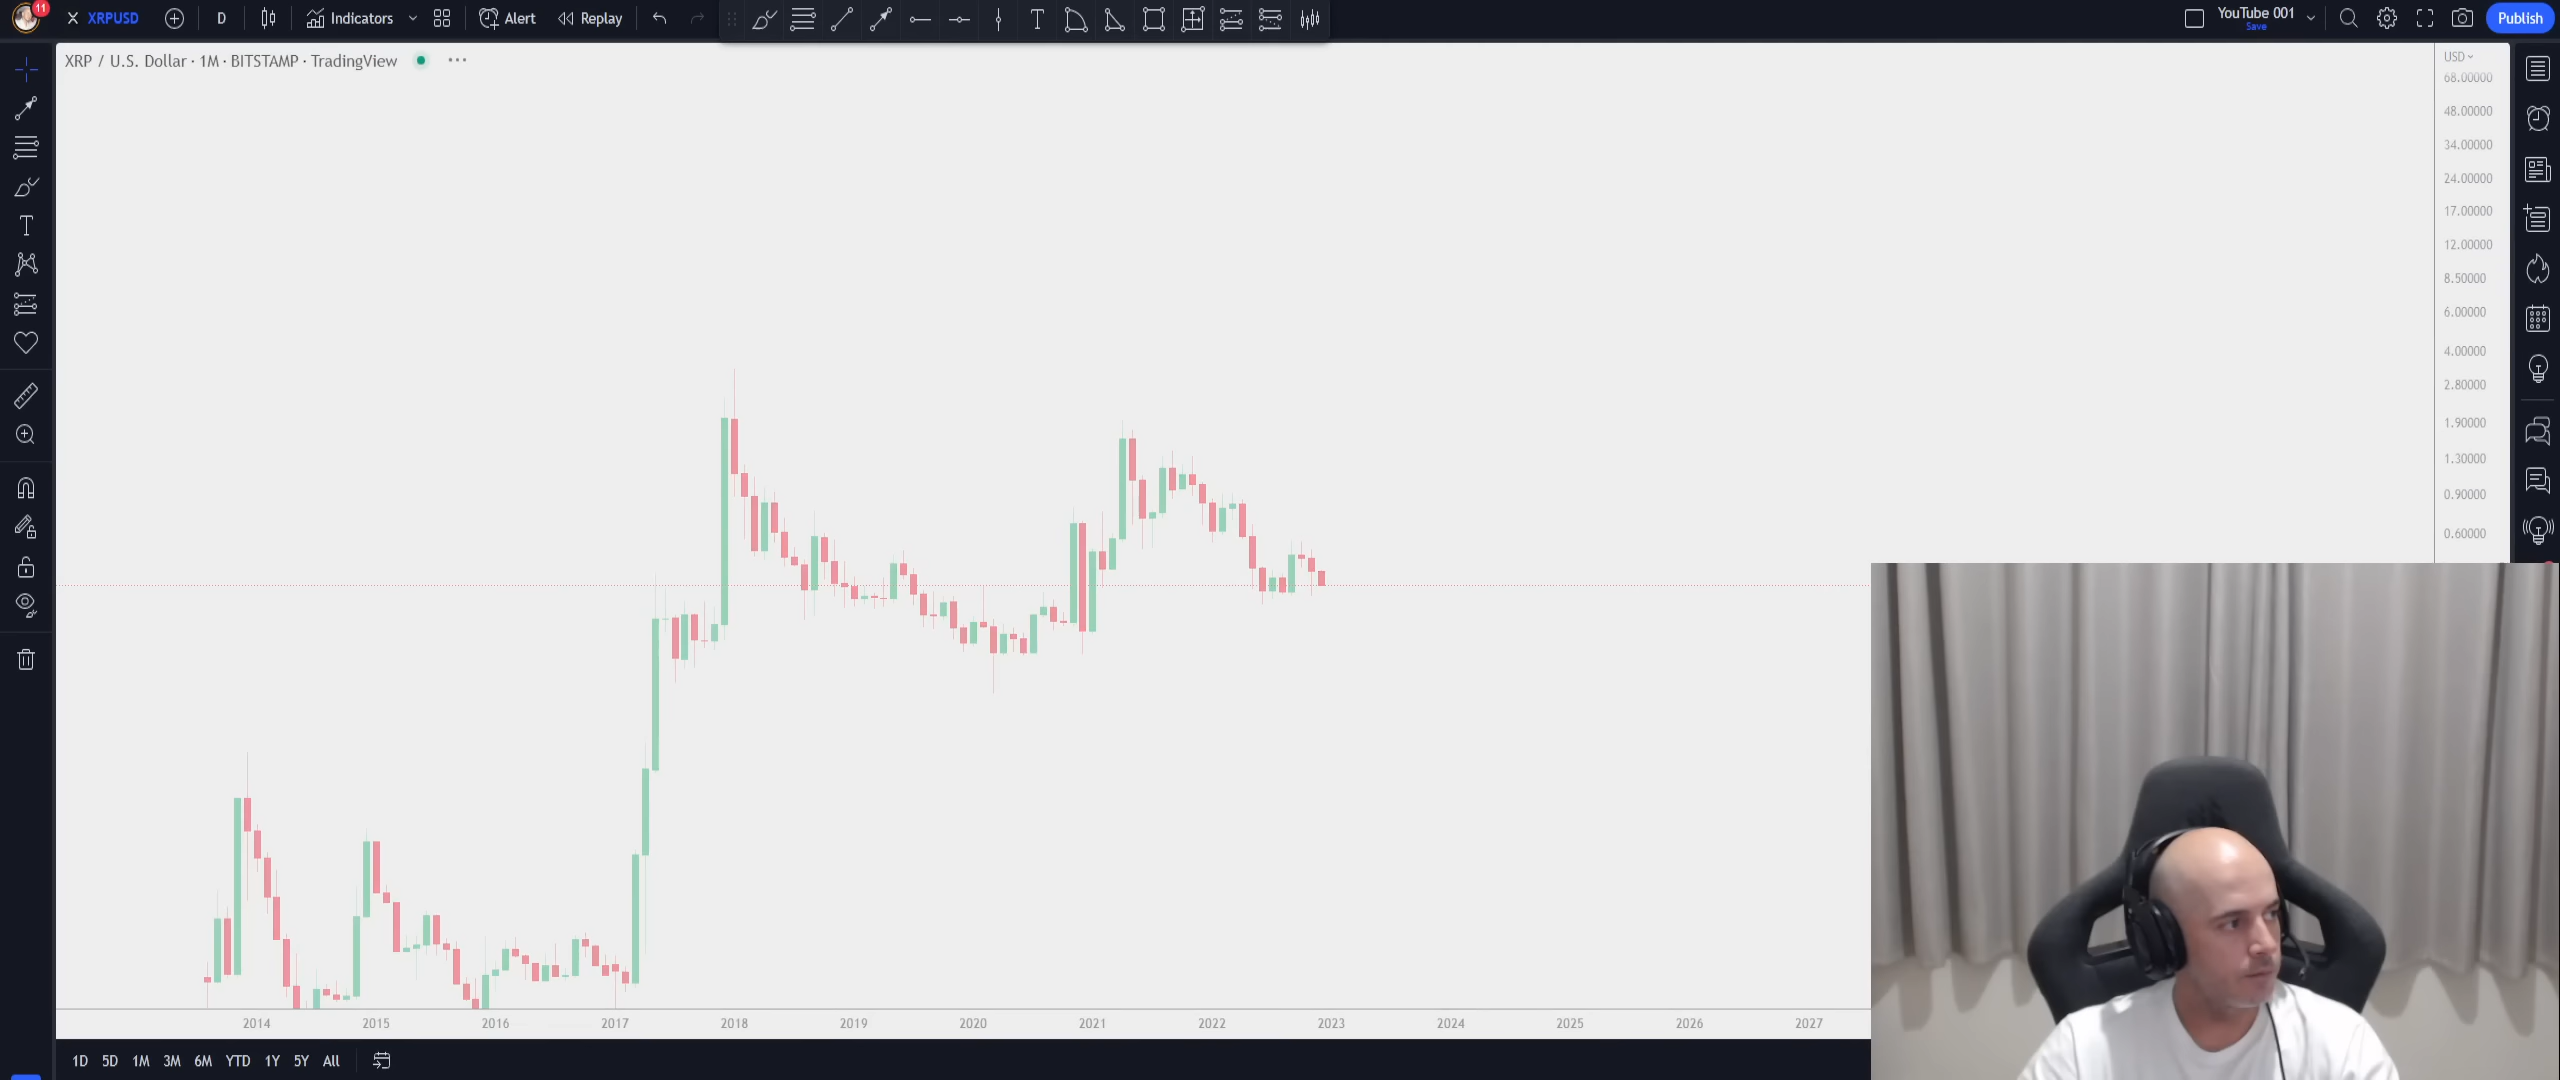 11
XRPUSD
D
Indicators
Alert
Replay
YouTube 001
Save
Publish
XRP / U.S. Dollar · 1M · BITSTAMP · TradingView
USD
68.00000
48.00000
34.00000
24.00000
17.00000
12.00000
8.50000
6.00000
4.00000
2.80000
1.90000
1.30000
0.90000
0.60000
2014 2015 2016 2017 2018 2019 2020 2021 2022 2023 2024 2025 2026 2027
1D 5D 1M 3M 6M YTD 1Y 5Y All